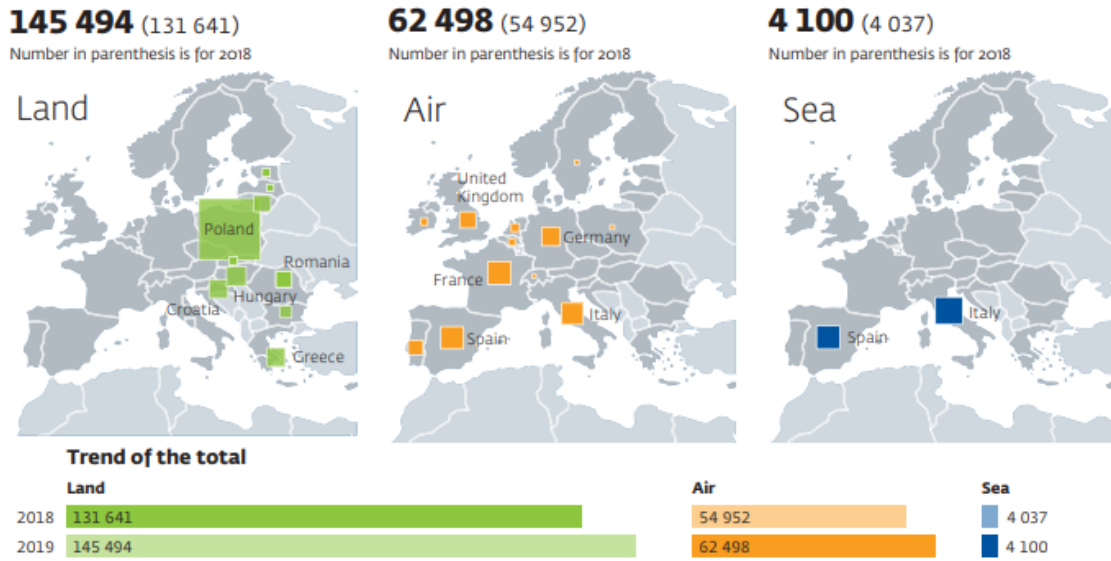 145 494 (131 641)
Number in parenthesis is for 2018
Land
Poland
Romania
Hungary
Croatia
Greece
62 498 (54 952)
Number in parenthesis is for 2018
Air
United
Kingdom
Germany
France
Italy
Spain
4 100 (4 037)
Number in parenthesis is for 2018
Sea
Italy
Spain
Trend of the total
Land
2018 131 641
2019 145 494
Air
54 952
62 498
Sea
4 037
4 100